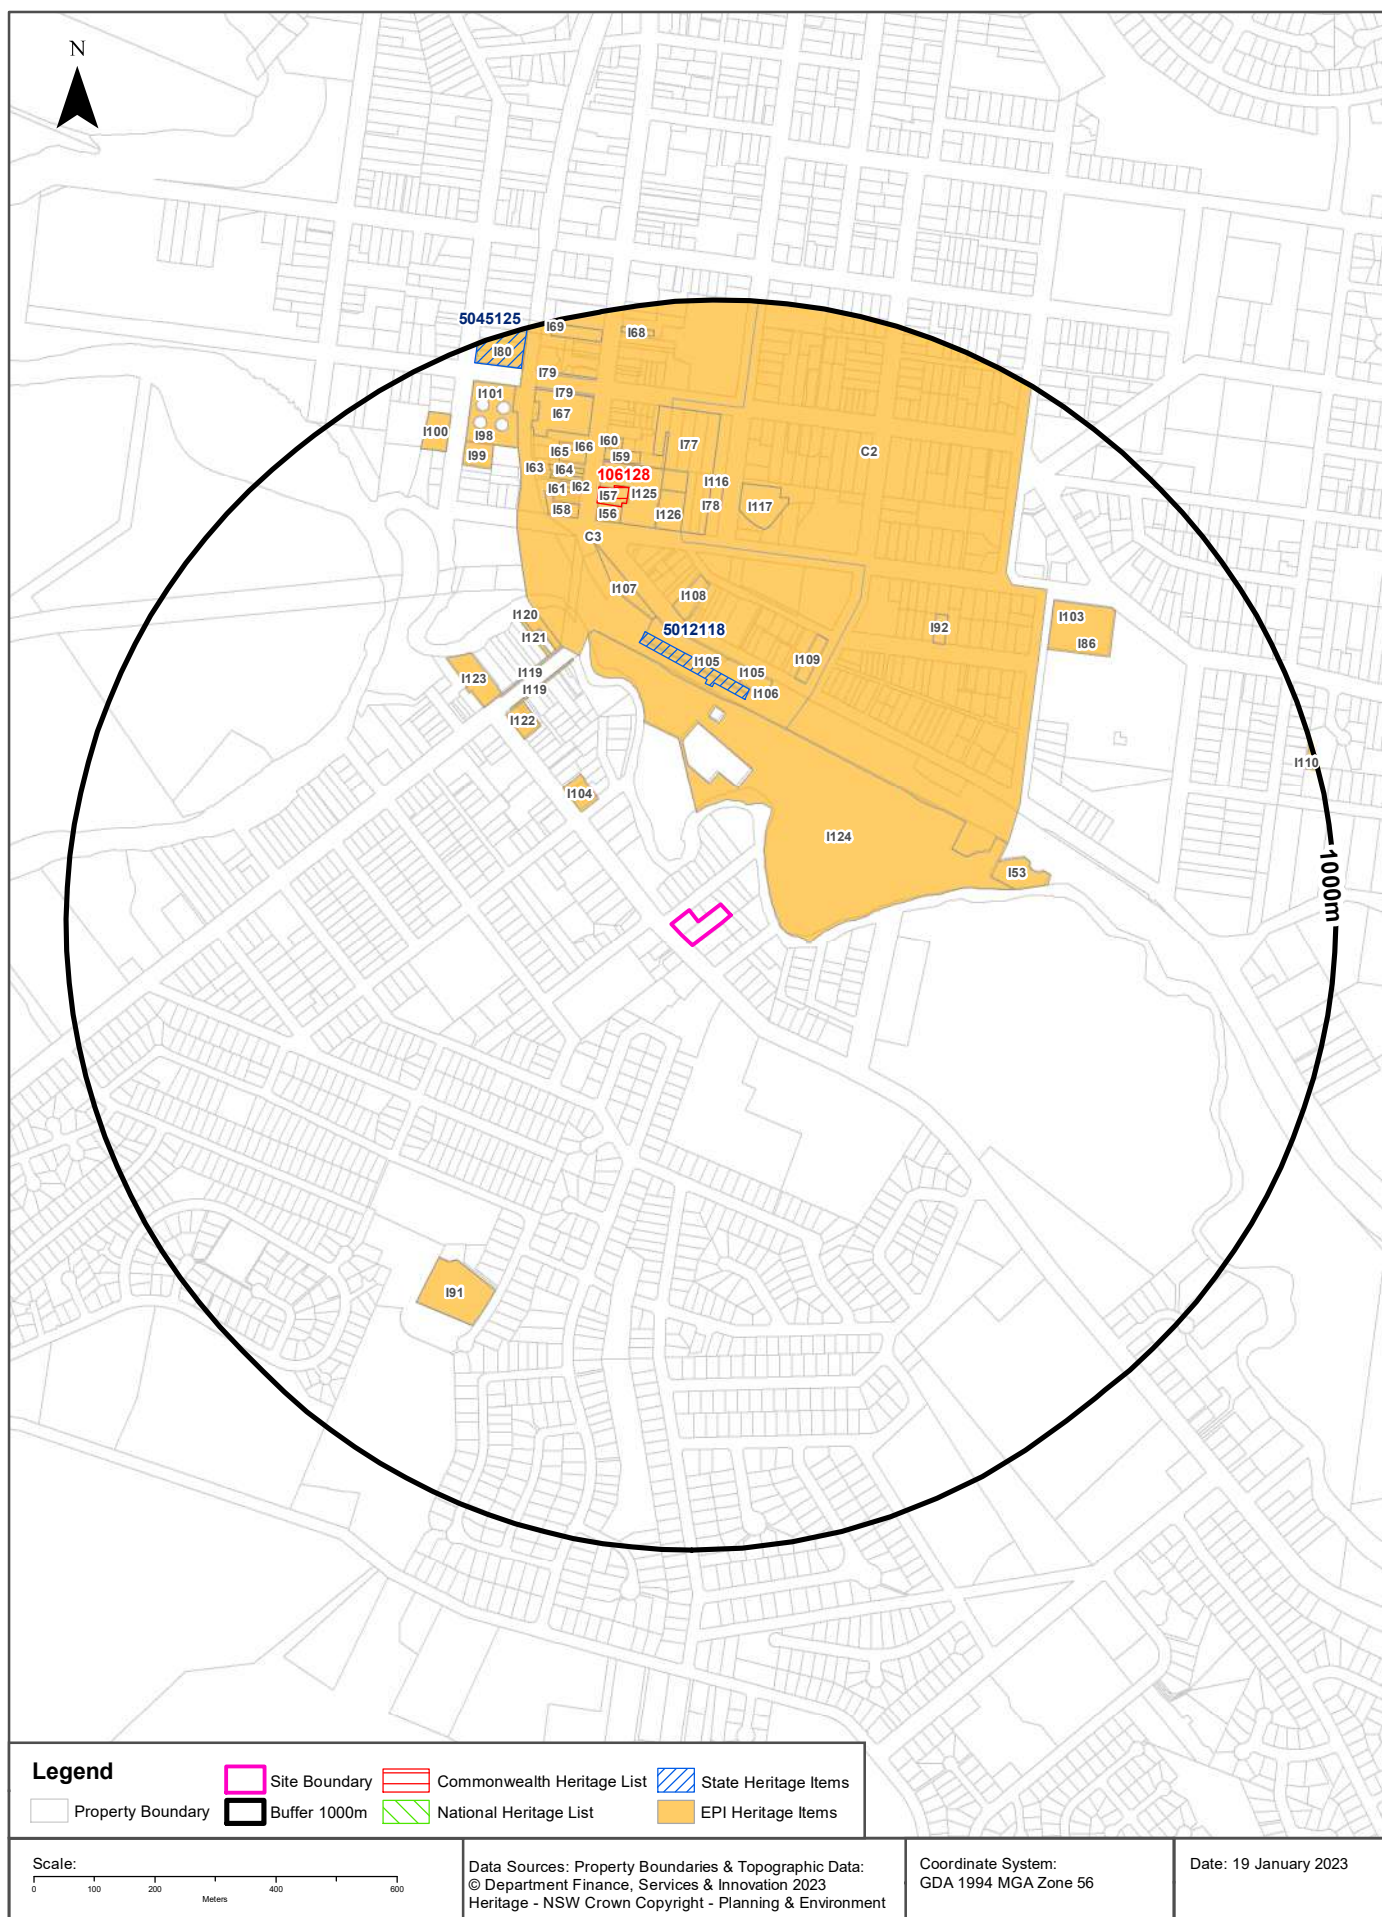 N
5045125
I69
I68
I80
I79
I101
I79
I67
I100
I98
I60
I77
I66
I65
I99
I59
C2
I63
I64
106128
I116
I61
I62
I57
I125
I58
I56
I126
I78
I117
C3
I107
I108
I120
5012118
I92
I103
I121
I86
I105
I109
I119
I105
I123
I119
I106
I122
I110
I104
I124
1000m
I53
I91
Legend
Site Boundary
Commonwealth Heritage List
State Heritage Items
Property Boundary
Buffer 1000m
National Heritage List
EPI Heritage Items
Scale:
0 100 200 400 600
Meters
Data Sources: Property Boundaries & Topographic Data:
© Department Finance, Services & Innovation 2023
Heritage - NSW Crown Copyright - Planning & Environment
Coordinate System:
GDA 1994 MGA Zone 56
Date: 19 January 2023